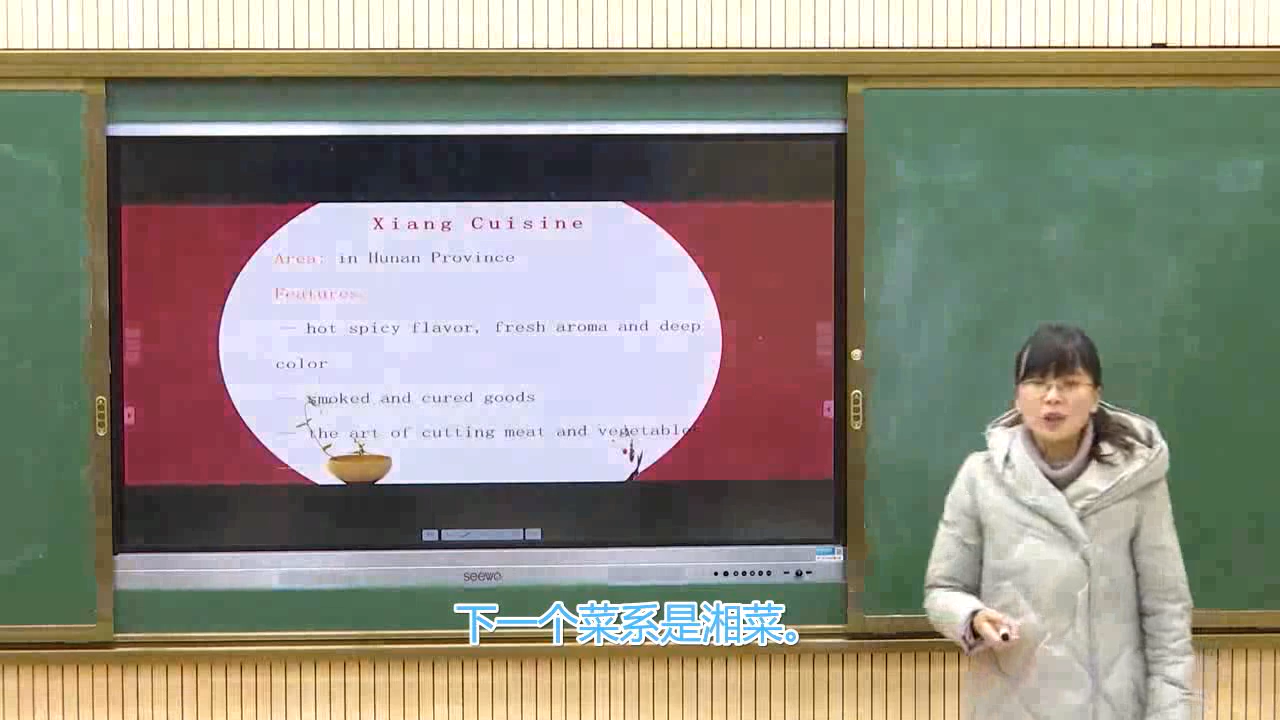 Xiang Cuisine
Area: in Hunan Province
Features:
— hot spicy flavor, fresh aroma and deep
color
— smoked and cured goods
— the art of cutting meat and vegetables
seewo
下一个菜系是湘菜。